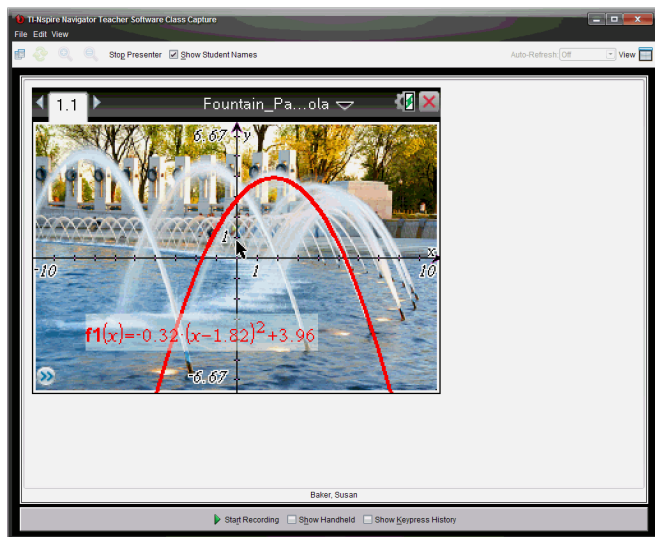 TI-Nspire Navigator Teacher Software Class Capture
File Edit View
Stop Presenter Show Student Names Auto-Refresh: Off View
1.1 Fountain_Pa...ola
6.67 y
1
x
-10 1 10
f1(x)=-0.32·(x-1.82)²+3.96
-6.67
Baker, Susan
Start Recording Show Handheld Show Keypress History